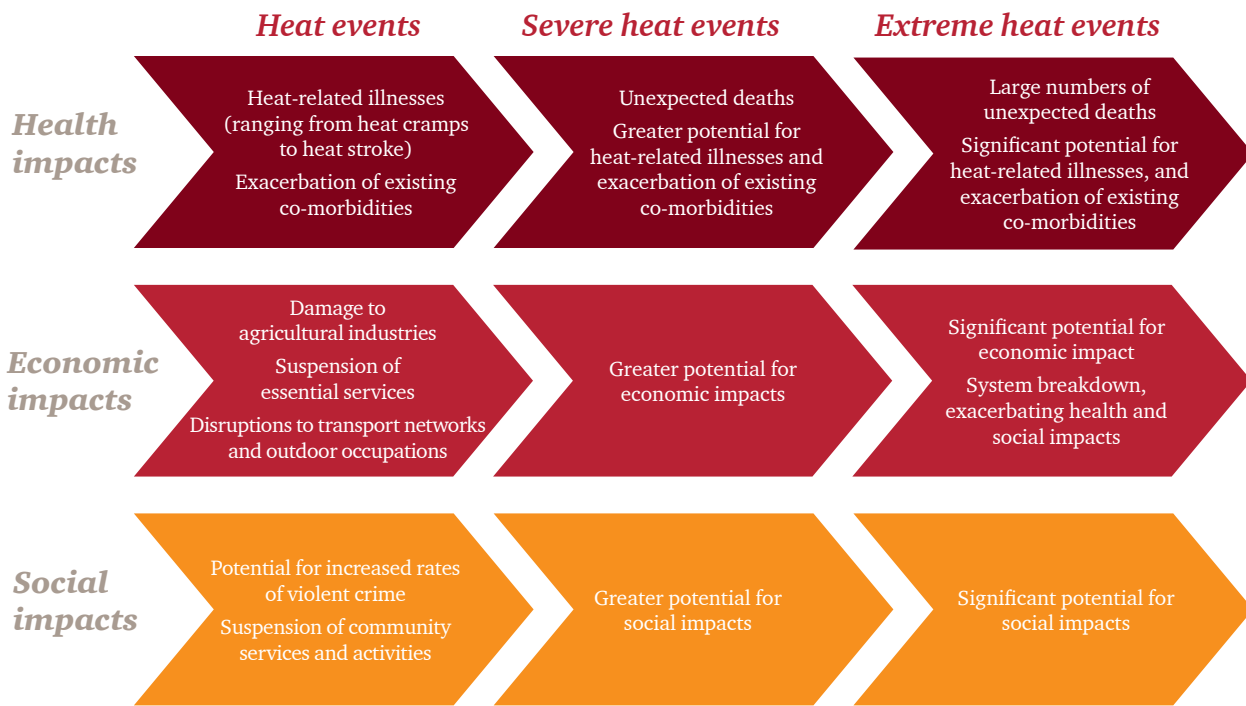 Heat events
Severe heat events
Extreme heat events
Health
impacts
Heat-related illnesses
(ranging from heat cramps
to heat stroke)
Exacerbation of existing
co-morbidities
Unexpected deaths
Greater potential for
heat-related illnesses and
exacerbation of existing
co-morbidities
Large numbers of
unexpected deaths
Significant potential for
heat-related illnesses, and
exacerbation of existing
co-morbidities
Economic
impacts
Damage to
agricultural industries
Suspension of
essential services
Disruptions to transport networks
and outdoor occupations
Greater potential for
economic impacts
Significant potential for
economic impact
System breakdown,
exacerbating health and
social impacts
Social
impacts
Potential for increased rates
of violent crime
Suspension of community
services and activities
Greater potential for
social impacts
Significant potential for
social impacts